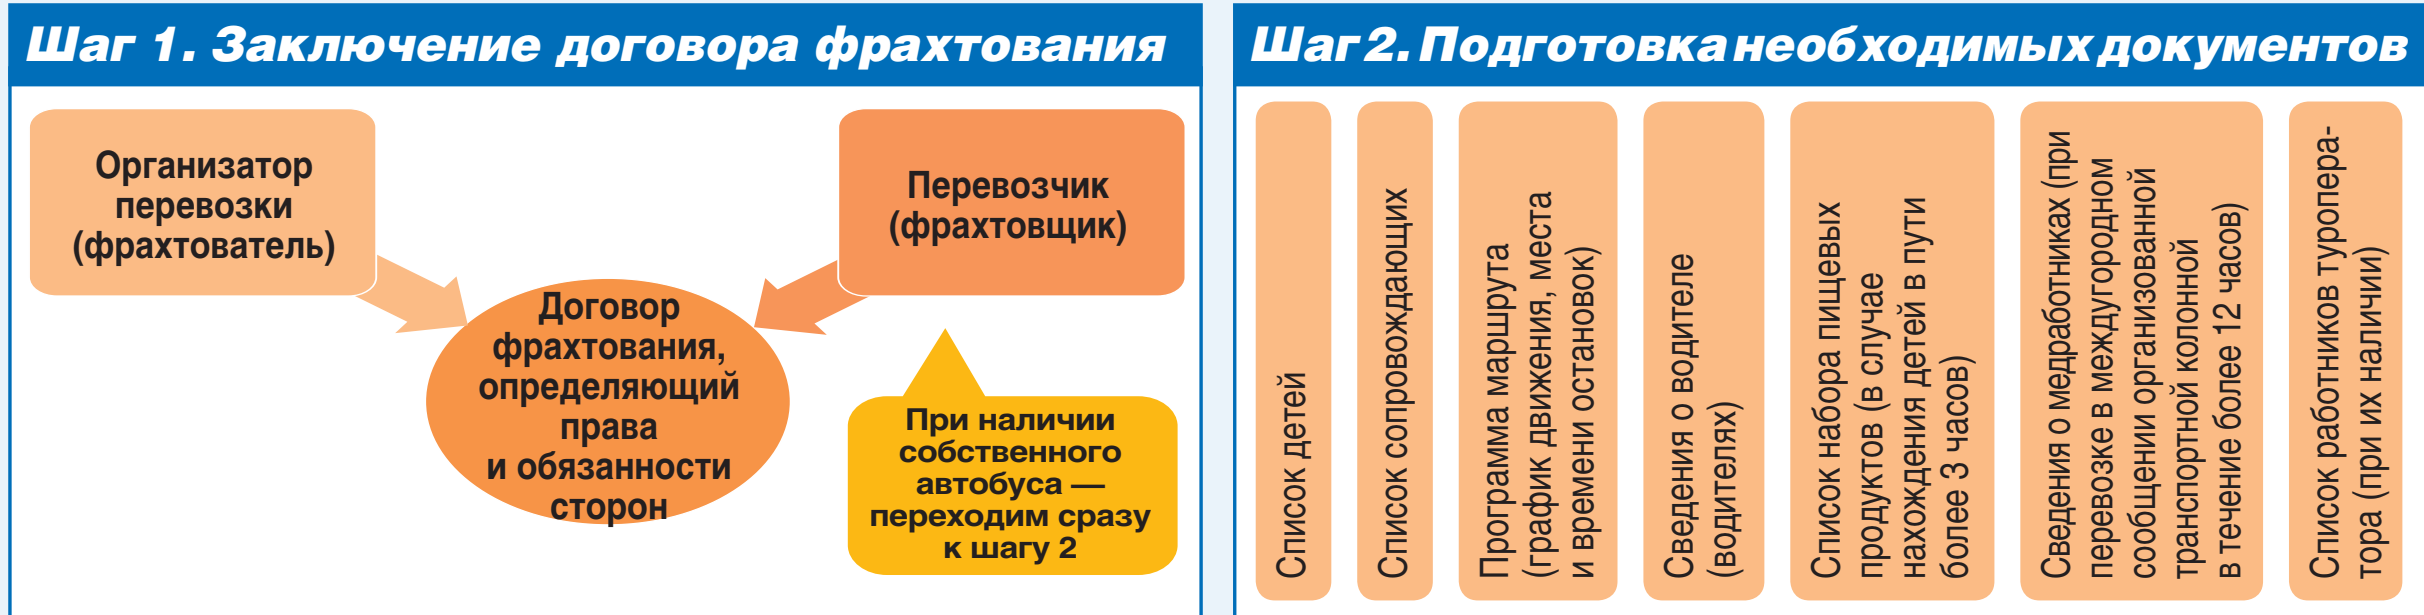 Шаг 1. Заключение договора фрахтования
Организатор
перевозки
(фрахтователь)
Перевозчик
(фрахтовщик)
Договор
фрахтования,
определяющий
права
и обязанности
сторон
При наличии
собственного
автобуса —
переходим сразу
к шагу 2
Шаг 2. Подготовка необходимых документов
Список детей
Список сопровождающих
Программа маршрута
(график движения, места
и времени остановок)
Сведения о водителе
(водителях)
Список набора пищевых
продуктов (в случае
нахождения детей в пути
более 3 часов)
Сведения о медработниках (при
перевозке в междугородном
сообщении организованной
транспортной колонной
в течение более 12 часов)
Список работников туропера-
тора (при их наличии)